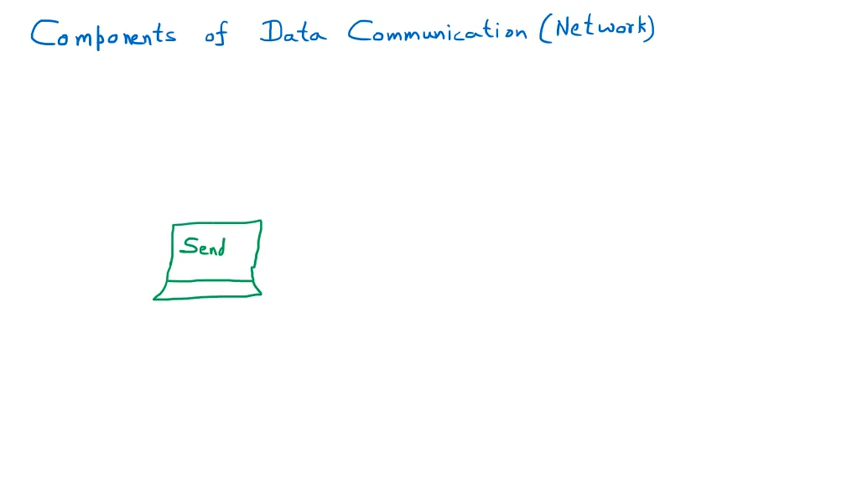 Components of Data Communication (Network)
Send